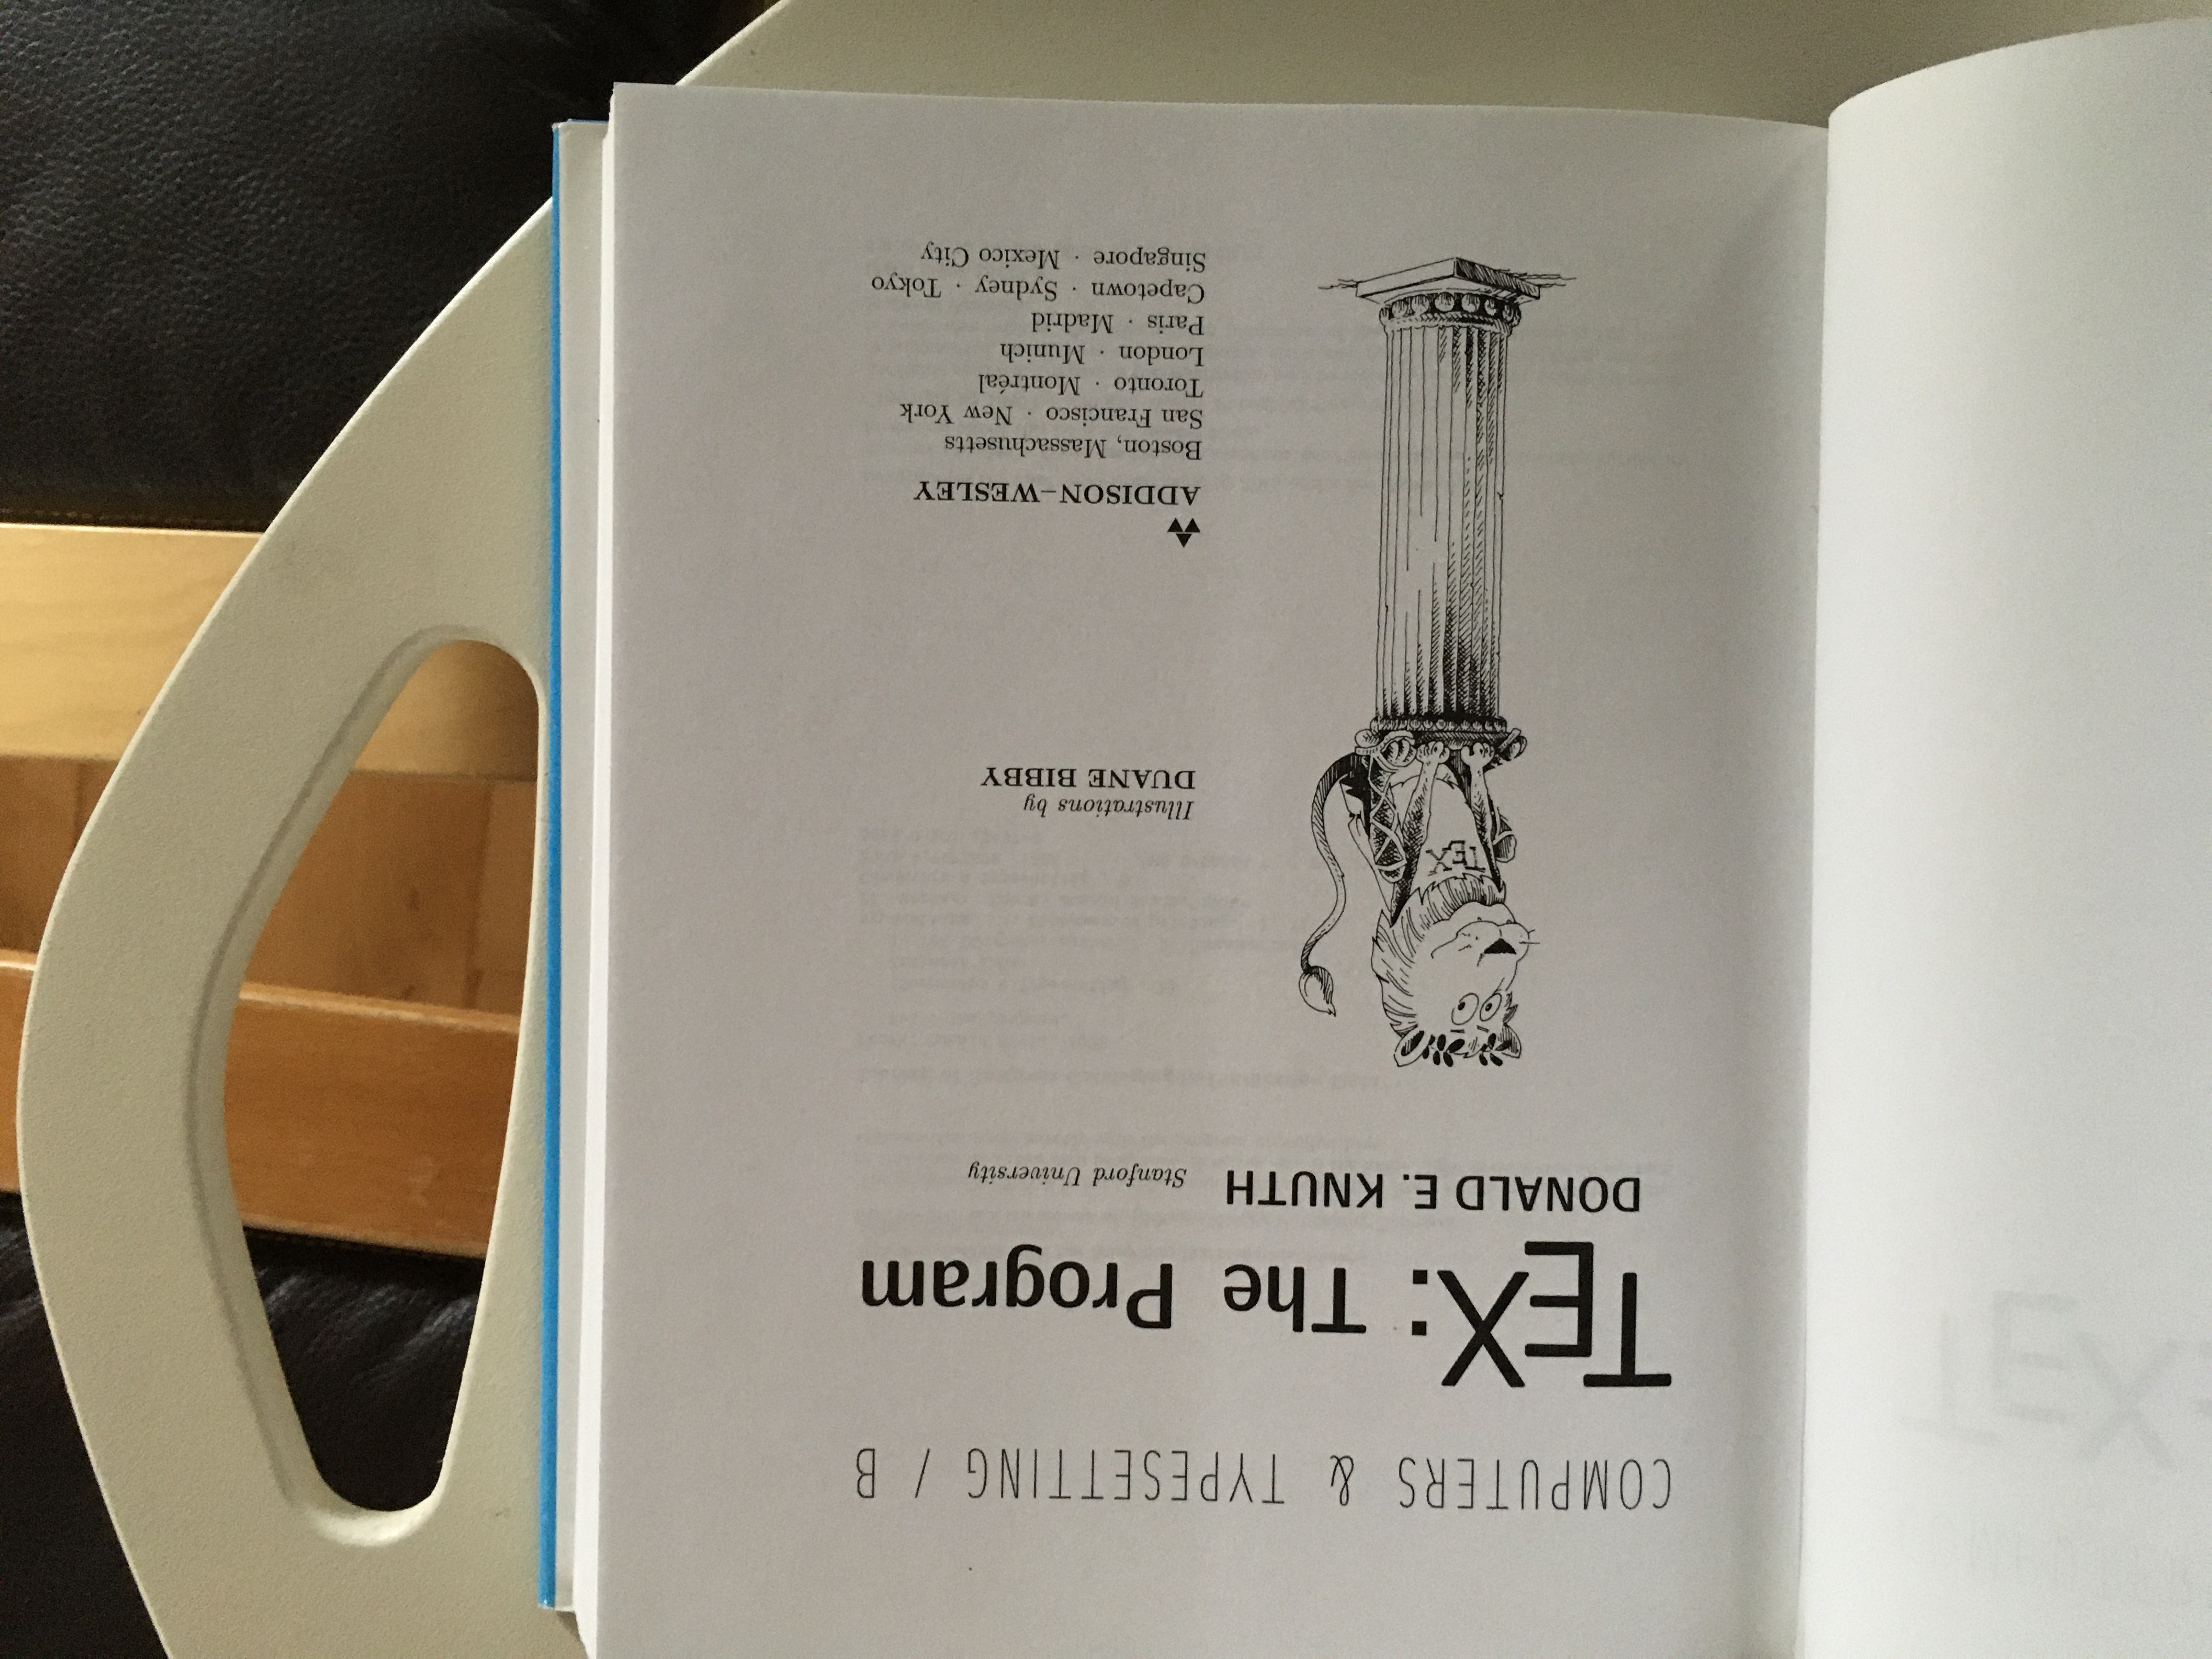 COMPUTERS & TYPESETTING / B
TEX: The Program
DONALD E. KNUTH Stanford University
TEX
Illustrations by
DUANE BIBBY
ADDISON–WESLEY
Boston, Massachusetts
San Francisco · New York
Toronto · Montréal
London · Munich
Paris · Madrid
Capetown · Sydney · Tokyo
Singapore · Mexico City